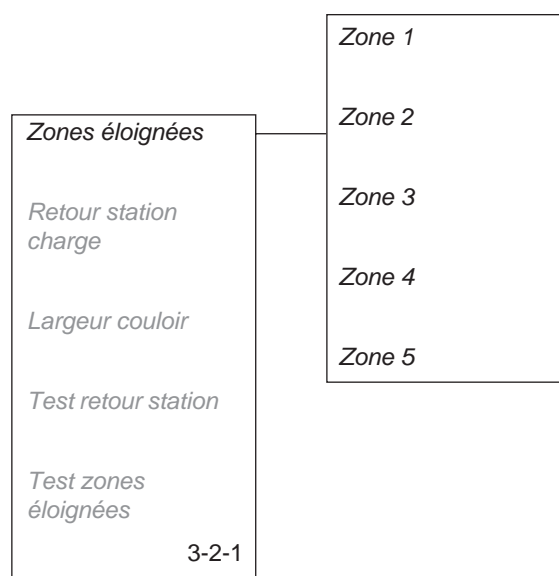 Zones éloignées
Retour station
charge
Largeur couloir
Test retour station
Test zones
éloignées
3-2-1
Zone 1
Zone 2
Zone 3
Zone 4
Zone 5